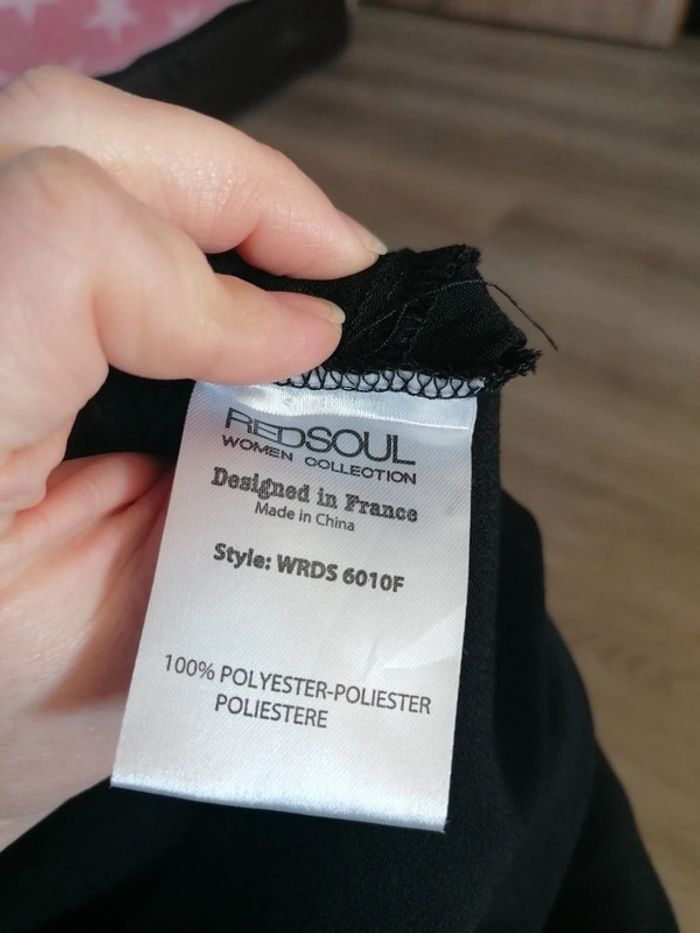 REDSOUL
WOMEN COLLECTION
Designed in France
Made in China
Style: WRDS 6010F
100% POLYESTER-POLIESTER
POLIESTERE